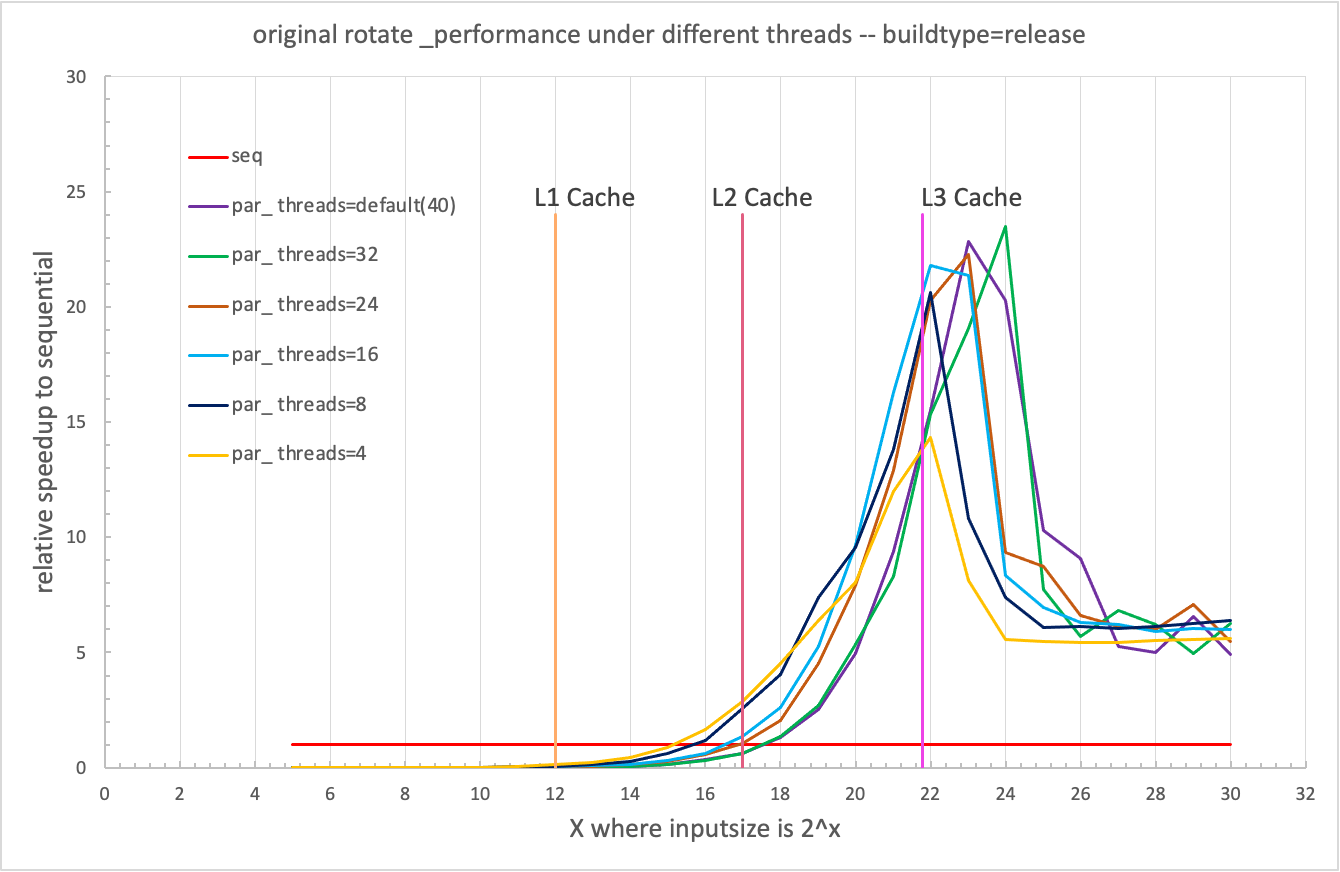 original rotate _performance under different threads -- buildtype=release
30
25
20
15
10
5
0
relative speedup to sequential
seq
par_ threads=default(40)
par_ threads=32
par_ threads=24
par_ threads=16
par_ threads=8
par_ threads=4
L1 Cache
L2 Cache
L3 Cache
0 2 4 6 8 10 12 14 16 18 20 22 24 26 28 30 32
X where inputsize is 2^x